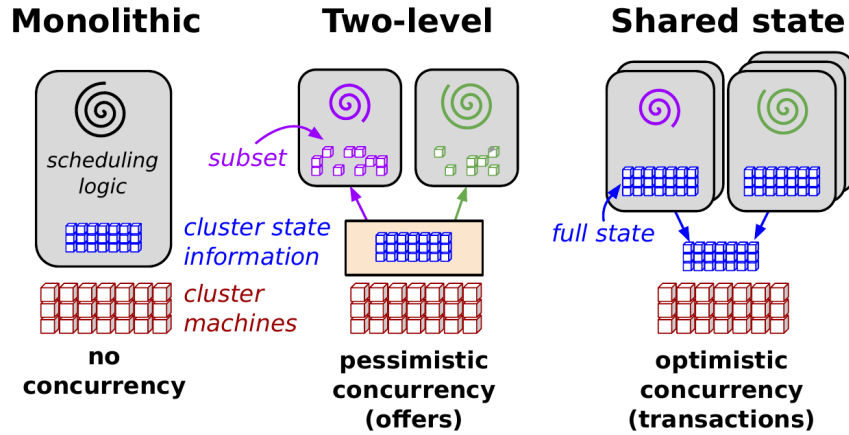 Monolithic
Two-level
Shared state
scheduling
logic
subset
cluster state
information
full state
cluster
machines
no
concurrency
pessimistic
concurrency
(offers)
optimistic
concurrency
(transactions)